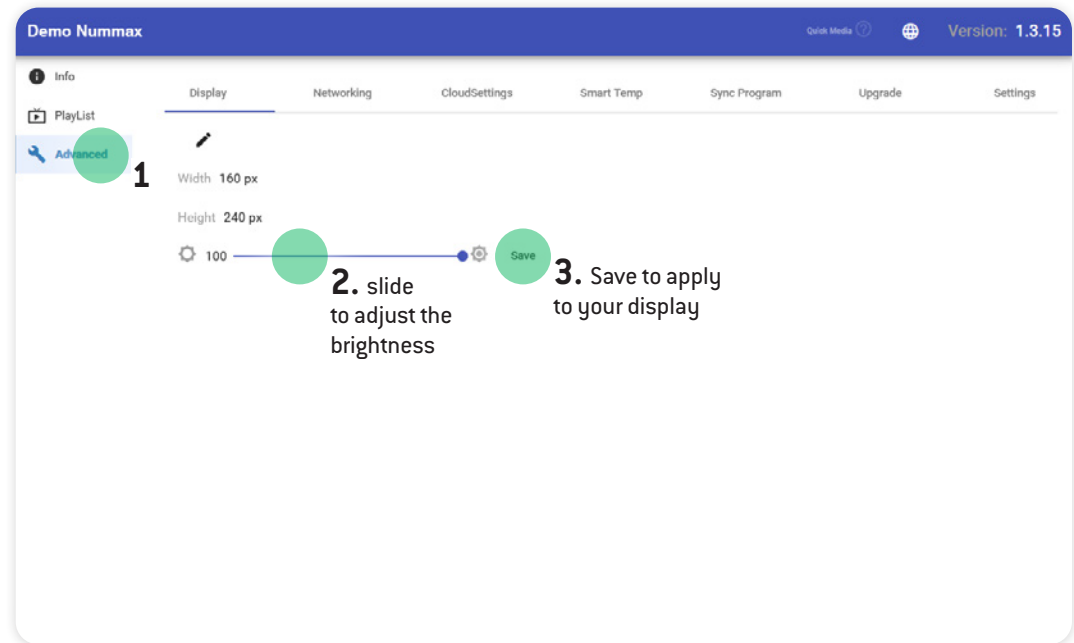 Demo Nummax
Quick Media
Version: 1.3.15
Info
PlayList
Advanced
1
Display Networking CloudSettings Smart Temp Sync Program Upgrade Settings
Width 160 px
Height 240 px
100
Save
2. slide
to adjust the
brightness
3. Save to apply
to your display